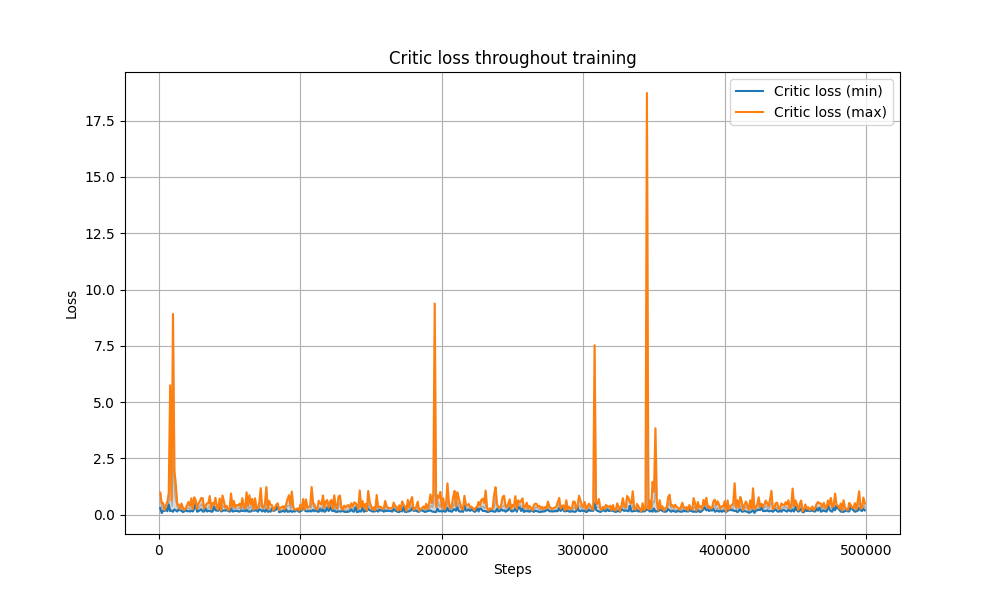 Critic loss throughout training
Critic loss (min)
Critic loss (max)
17.5
15.0
12.5
10.0
7.5
5.0
2.5
0.0
Loss
0 100000 200000 300000 400000 500000
Steps